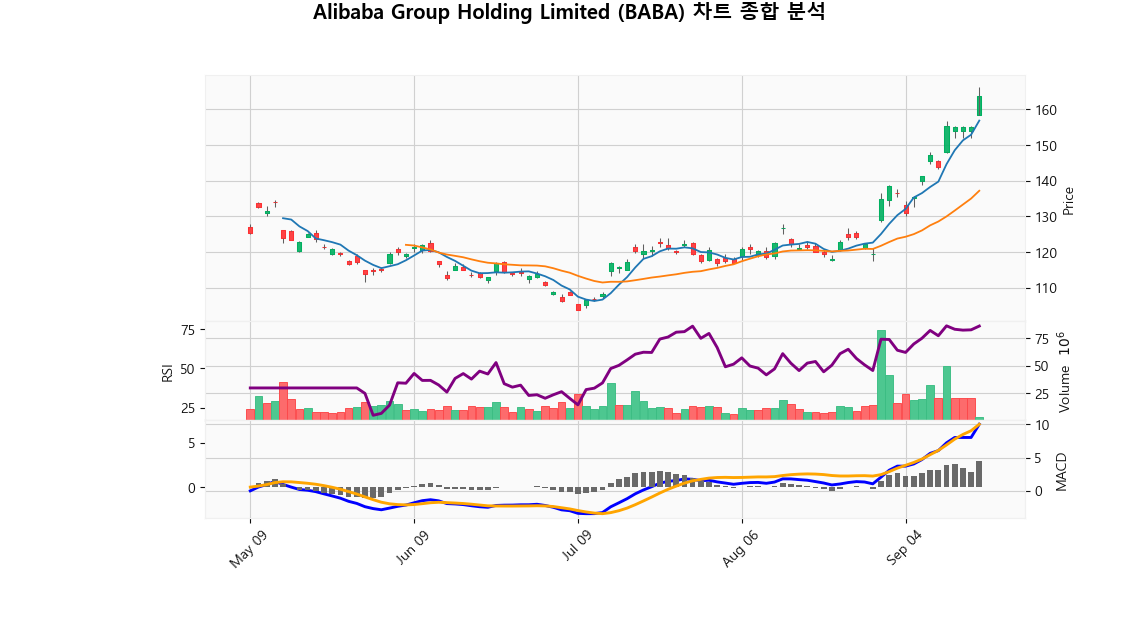 Alibaba Group Holding Limited (BABA) 차트 종합 분석
160
150
140
130
120
110
Price
75
50
25
RSI
75
50
25
Volume 10^6
5
0
10
5
0
MACD
May 09
Jun 09
Jul 09
Aug 06
Sep 04